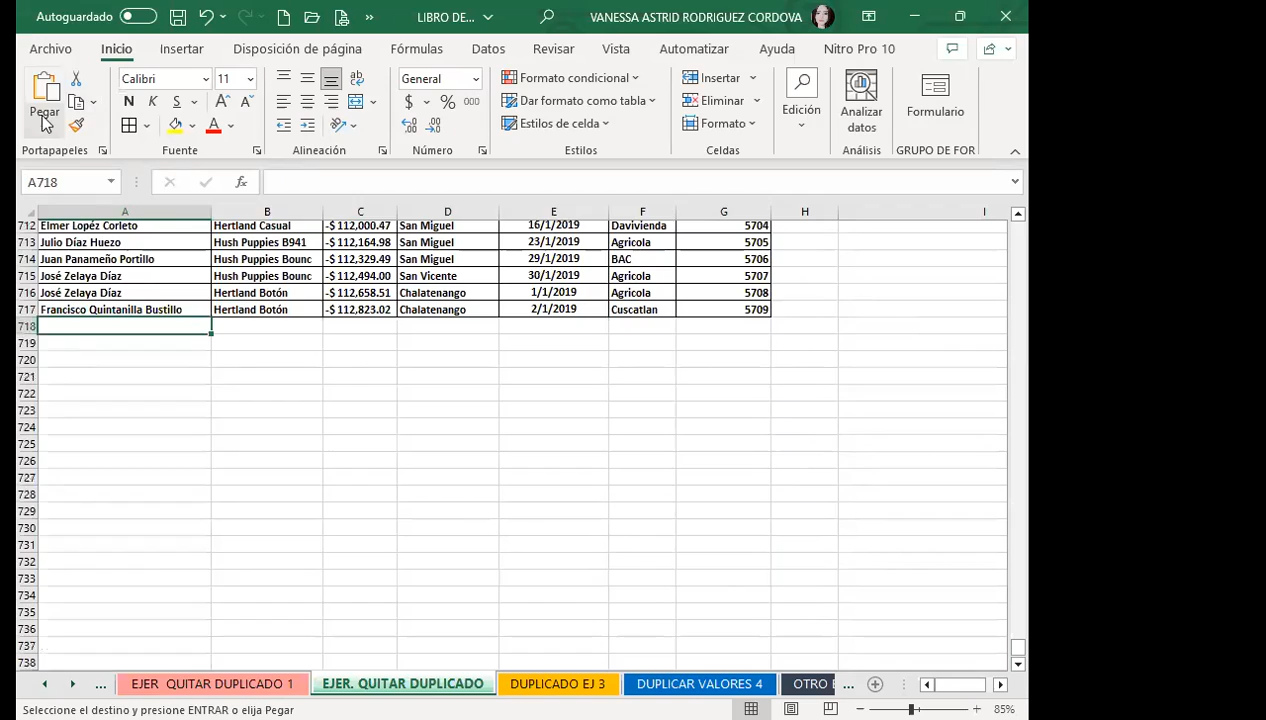 Autoguardado LIBRO DE... VANESSA ASTRID RODRIGUEZ CORDOVA
Archivo Inicio Insertar Disposición de página Fórmulas Datos Revisar Vista Automatizar Ayuda Nitro Pro 10
Calibri 11 General Formato condicional Insertar
Pegar N K S $ % 000 Dar formato como tabla Eliminar Edición Analizar datos Formulario
A Estilos de celda Formato
Portapapeles Fuente Alineación Número Estilos Celdas Análisis GRUPO DE FOR
A718 fx
A B C D E F G H I
712 Elmer Lopéz Corleto Hertland Casual -$ 112,000.47 San Miguel 16/1/2019 Davivienda 5704
713 Julio Díaz Huezo Hush Puppies B941 -$ 112,164.98 San Miguel 23/1/2019 Agricola 5705
714 Juan Panameño Portillo Hush Puppies Bounc -$ 112,329.49 San Miguel 29/1/2019 BAC 5706
715 José Zelaya Díaz Hush Puppies Bounc -$ 112,494.00 San Vicente 30/1/2019 Agricola 5707
716 José Zelaya Díaz Hertland Botón -$ 112,658.51 Chalatenango 1/1/2019 Agricola 5708
717 Francisco Quintanilla Bustillo Hertland Botón -$ 112,823.02 Chalatenango 2/1/2019 Cuscatlan 5709
718
719
720
721
722
723
724
725
726
727
728
729
730
731
732
733
734
735
736
737
738
... EJER QUITAR DUPLICADO 1 EJER. QUITAR DUPLICADO DUPLICADO EJ 3 DUPLICAR VALORES 4 OTRO E ...
Seleccione el destino y presione ENTRAR o elija Pegar 85%